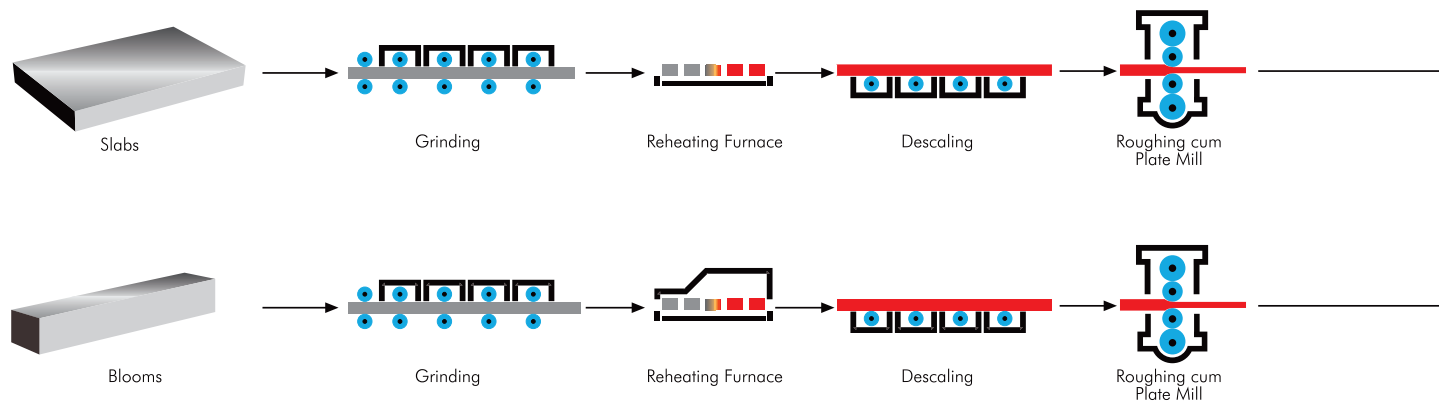 Slabs
Grinding
Reheating Furnace
Descaling
Roughing cum
Plate Mill
Blooms
Grinding
Reheating Furnace
Descaling
Roughing cum
Plate Mill